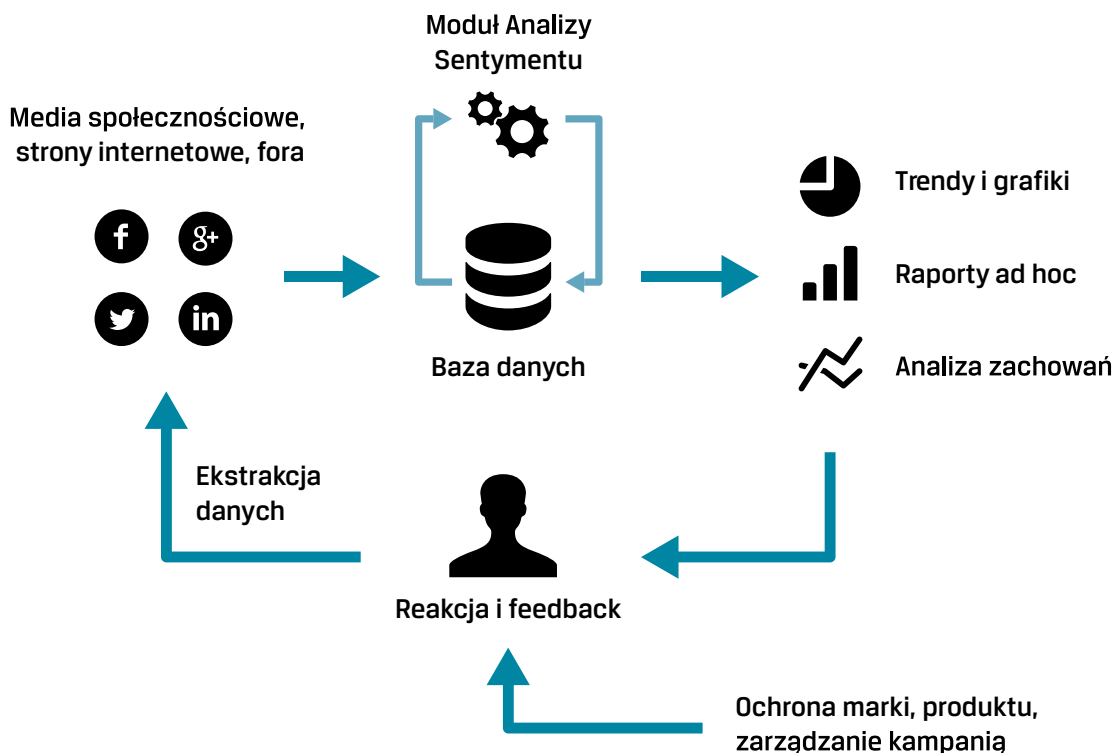 Moduł Analizy
Sentymentu
Media społecznościowe,
strony internetowe, fora
f
g+
in
Trendy i grafiki
Raporty ad hoc
Baza danych
Analiza zachowań
Ekstrakcja
danych
Reakcja i feedback
Ochrona marki, produktu,
zarządzanie kampanią